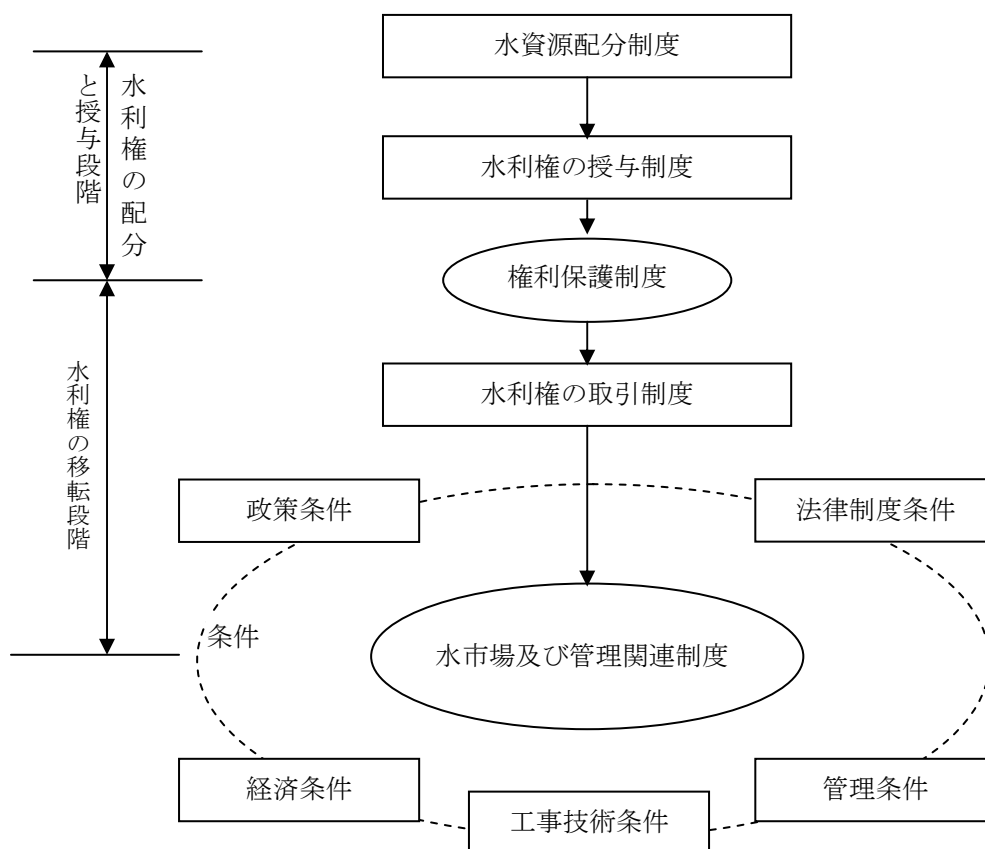 水資源配分制度
水利権の配分
と授与段階
水利権の授与制度
権利保護制度
水利権の取引制度
水利権の移転段階
政策条件
法律制度条件
条件
水市場及び管理関連制度
経済条件
管理条件
工事技術条件